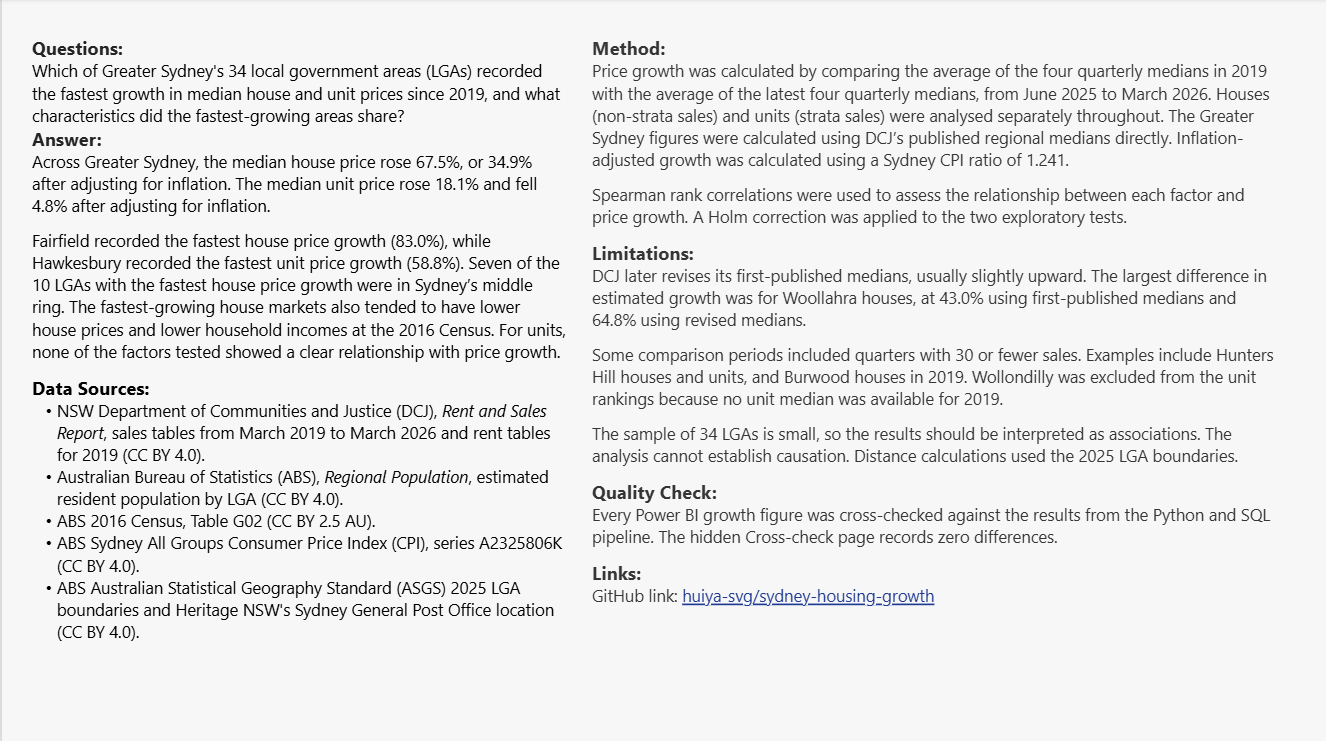 Questions:
Which of Greater Sydney's 34 local government areas (LGAs) recorded
the fastest growth in median house and unit prices since 2019, and what
characteristics did the fastest-growing areas share?
Answer:
Across Greater Sydney, the median house price rose 67.5%, or 34.9%
after adjusting for inflation. The median unit price rose 18.1% and fell
4.8% after adjusting for inflation.
Fairfield recorded the fastest house price growth (83.0%), while
Hawkesbury recorded the fastest unit price growth (58.8%). Seven of the
10 LGAs with the fastest house price growth were in Sydney’s middle
ring. The fastest-growing house markets also tended to have lower
house prices and lower household incomes at the 2016 Census. For units,
none of the factors tested showed a clear relationship with price growth.
Data Sources:
• NSW Department of Communities and Justice (DCJ), Rent and Sales
Report, sales tables from March 2019 to March 2026 and rent tables
for 2019 (CC BY 4.0).
• Australian Bureau of Statistics (ABS), Regional Population, estimated
resident population by LGA (CC BY 4.0).
• ABS 2016 Census, Table G02 (CC BY 2.5 AU).
• ABS Sydney All Groups Consumer Price Index (CPI), series A2325806K
(CC BY 4.0).
• ABS Australian Statistical Geography Standard (ASGS) 2025 LGA
boundaries and Heritage NSW's Sydney General Post Office location
(CC BY 4.0).
Method:
Price growth was calculated by comparing the average of the four quarterly medians in 2019
with the average of the latest four quarterly medians, from June 2025 to March 2026. Houses
(non-strata sales) and units (strata sales) were analysed separately throughout. The Greater
Sydney figures were calculated using DCJ’s published regional medians directly. Inflation-
adjusted growth was calculated using a Sydney CPI ratio of 1.241.
Spearman rank correlations were used to assess the relationship between each factor and
price growth. A Holm correction was applied to the two exploratory tests.
Limitations:
DCJ later revises its first-published medians, usually slightly upward. The largest difference in
estimated growth was for Woollahra houses, at 43.0% using first-published medians and
64.8% using revised medians.
Some comparison periods included quarters with 30 or fewer sales. Examples include Hunters
Hill houses and units, and Burwood houses in 2019. Wollondilly was excluded from the unit
rankings because no unit median was available for 2019.
The sample of 34 LGAs is small, so the results should be interpreted as associations. The
analysis cannot establish causation. Distance calculations used the 2025 LGA boundaries.
Quality Check:
Every Power BI growth figure was cross-checked against the results from the Python and SQL
pipeline. The hidden Cross-check page records zero differences.
Links:
GitHub link: huiya-svg/sydney-housing-growth